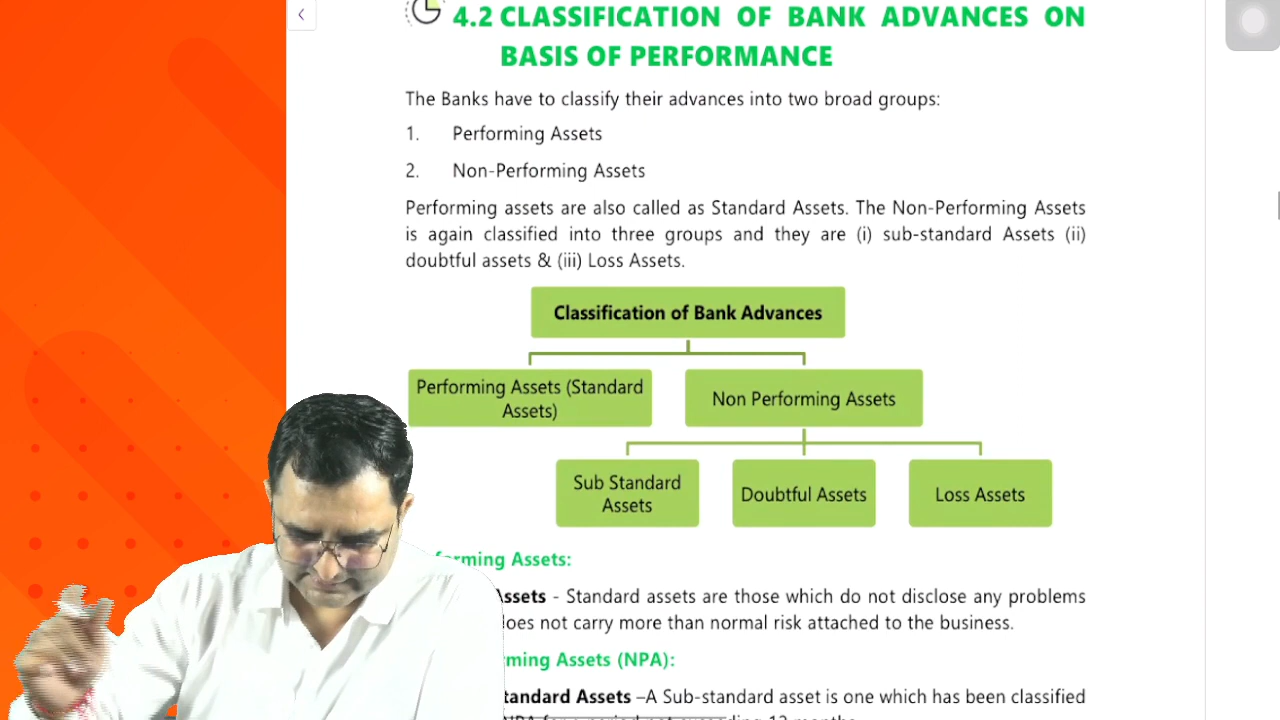 4.2 CLASSIFICATION OF BANK ADVANCES ON
BASIS OF PERFORMANCE
The Banks have to classify their advances into two broad groups:
1. Performing Assets
2. Non-Performing Assets
Performing assets are also called as Standard Assets. The Non-Performing Assets
is again classified into three groups and they are (i) sub-standard Assets (ii)
doubtful assets & (iii) Loss Assets.
Classification of Bank Advances
Performing Assets (Standard
Assets)
Non Performing Assets
Sub Standard
Assets
Doubtful Assets
Loss Assets
Assets:
Assets - Standard assets are those which do not disclose any problems
does not carry more than normal risk attached to the business.
Assets (NPA):
Assets –A Sub-standard asset is one which has been classified